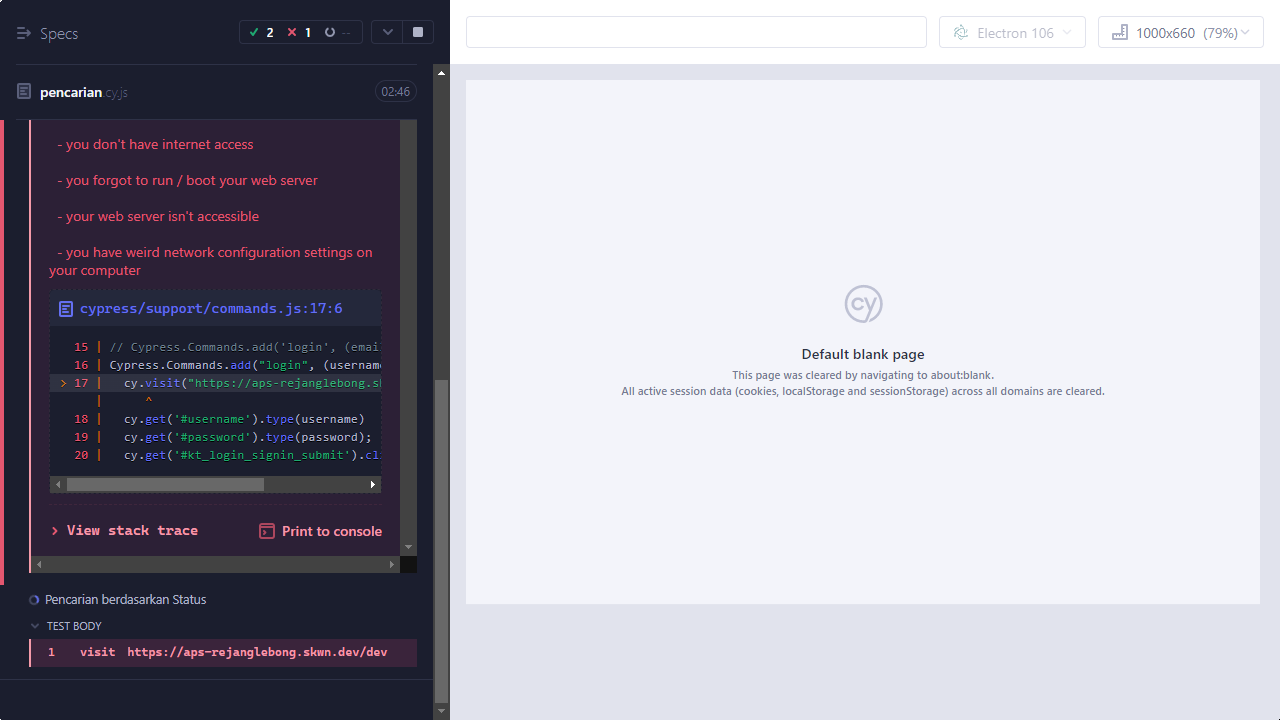 Specs
2
1
--
Electron 106
1000x660 (79%)
pencarian.cy.js
02:46
- you don't have internet access
- you forgot to run / boot your web server
- your web server isn't accessible
- you have weird network configuration settings on
your computer
cypress/support/commands.js:17:6
15 | // Cypress.Commands.add('login', (emai
16 | Cypress.Commands.add("login", (username
> 17 | cy.visit("https://aps-rejanglebong.sk
| ^
18 | cy.get('#username').type(username)
19 | cy.get('#password').type(password);
20 | cy.get('#kt_login_signin_submit').cli
> View stack trace
Print to console
Pencarian berdasarkan Status
TEST BODY
1 visit https://aps-rejanglebong.skwn.dev/dev
cy
Default blank page
This page was cleared by navigating to about:blank.
All active session data (cookies, localStorage and sessionStorage) across all domains are cleared.